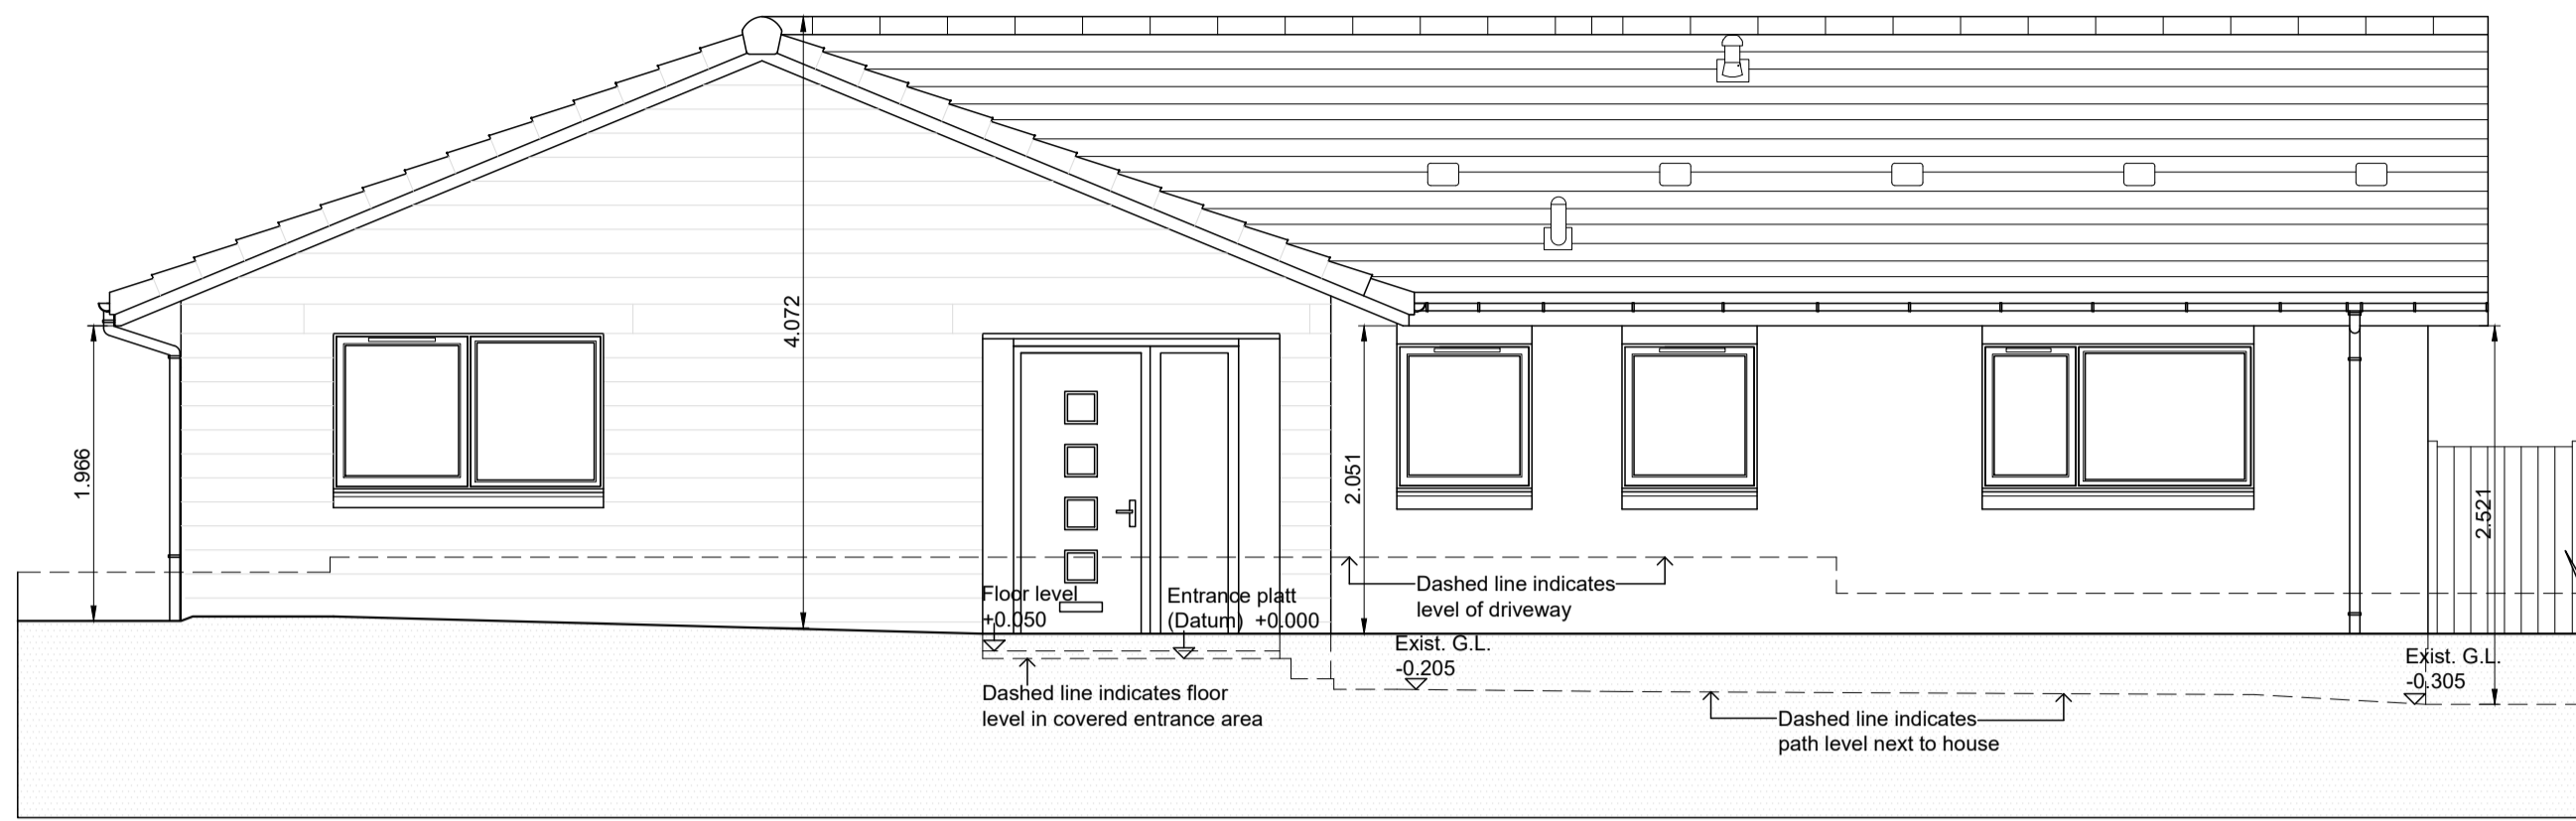 4.072
1.966
2.051
2.521
Floor level
+0.050
Entrance platt
(Datum) +0.000
Dashed line indicates
level of driveway
Exist. G.L.
-0.205
Exist. G.L.
-0.305
Dashed line indicates floor
level in covered entrance area
Dashed line indicates
path level next to house